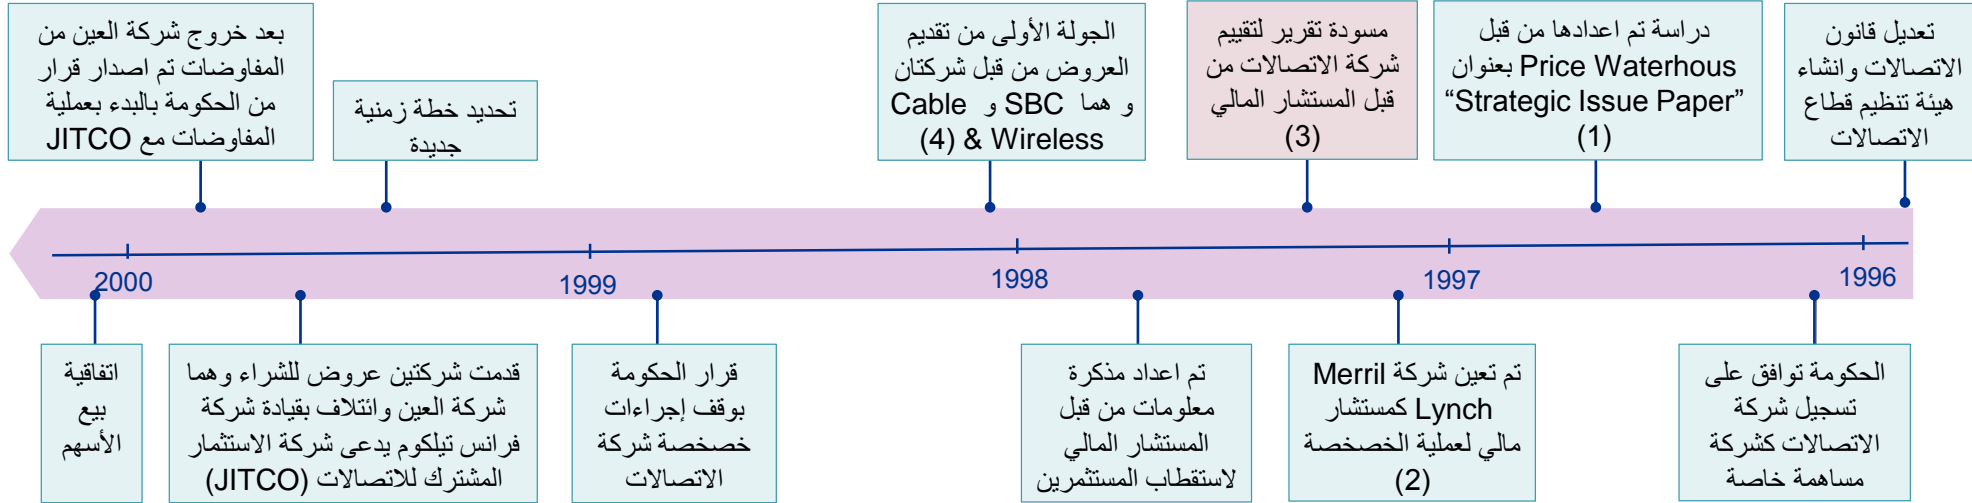 تعديل قانون
الاتصالات وانشاء
هيئة تنظيم قطاع
الاتصالات
دراسة تم اعدادها من قبل
Price Waterhous بعنوان
“Strategic Issue Paper”
(1)
مسودة تقرير لتقييم
شركة الاتصالات من
قبل المستشار المالي
(3)
الجولة الأولى من تقديم
العروض من قبل شركتان
و هما SBC و Cable
& Wireless (4)
تحديد خطة زمنية
جديدة
بعد خروج شركة العين من
المفاوضات تم اصدار قرار
من الحكومة بالبدء بعملية
المفاوضات مع JITCO
1996
1997
1998
1999
2000
الحكومة توافق على
تسجيل شركة
الاتصالات كشركة
مساهمة خاصة
تم تعين شركة Merril
Lynch كمستشار
مالي لعملية الخصخصة
(2)
تم اعداد مذكرة
معلومات من قبل
المستشار المالي
لاستقطاب المستثمرين
قرار الحكومة
بوقف إجراءات
خصخصة شركة
الاتصالات
قدمت شركتين عروض للشراء وهما
شركة العين وائتلاف بقيادة شركة
فرانس تيلكوم يدعى شركة الاستثمار
المشترك للاتصالات (JITCO)
اتفاقية
بيع
الأسهم